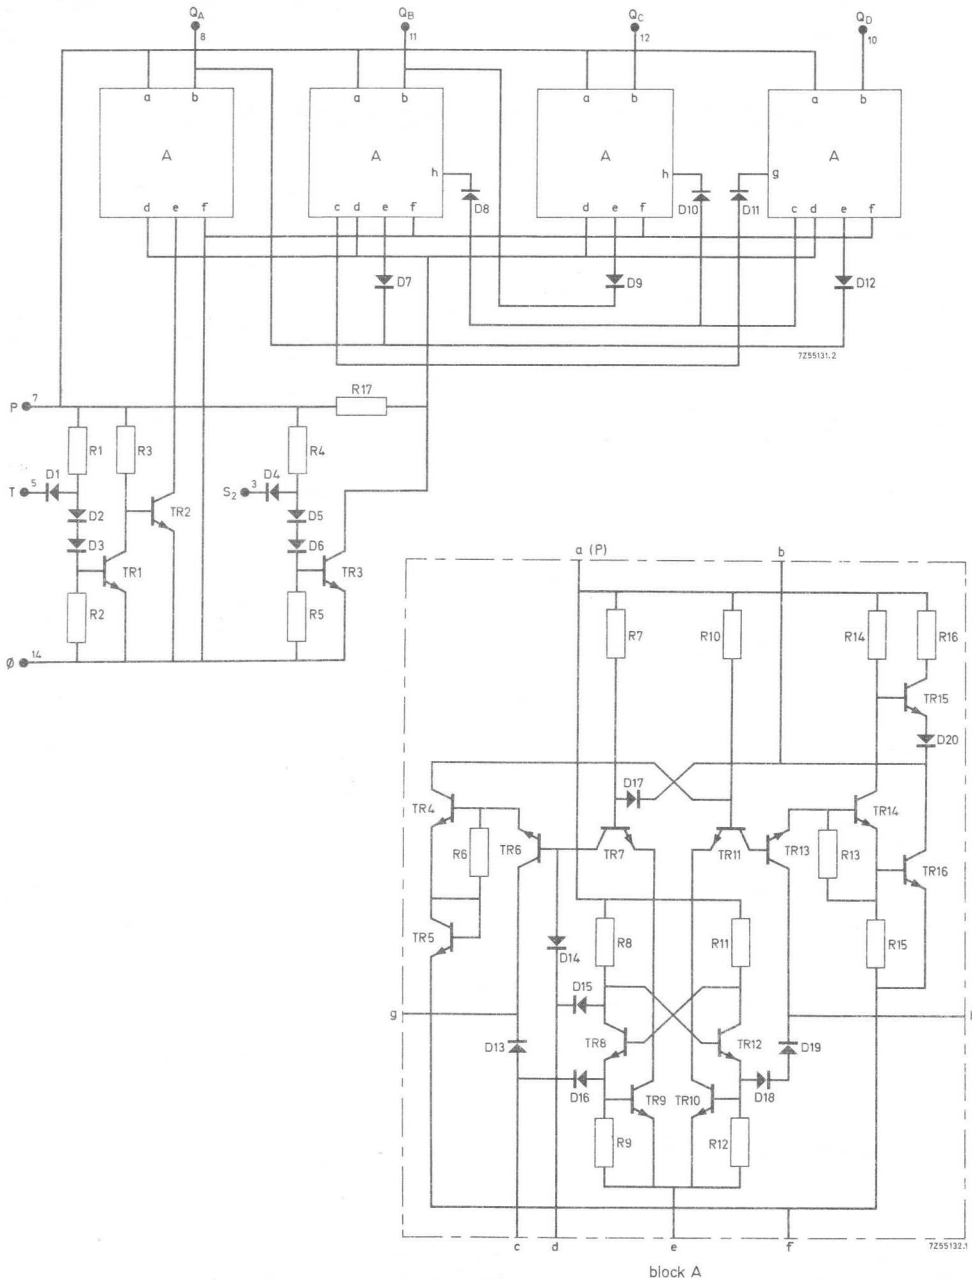 QA QB QC QD
8 11 12 10
a b a b a b a b
A A A A
h h g
D8 D10 D11
d e f c d e f d e f c d e f
D7 D9 D12
7Z55131.2
P 7 R17
R1 R3 R4
T 5 D1 S2 3 D4
D2 TR2 D5
D3 D6
TR1 TR3
R2 R5
Ø 14
a (P) b
R7 R10 R14 R16
TR15
D20
D17
TR4 TR14
R6 TR6 TR7 TR11 TR13 R13 TR16
TR5
R8 R11 R15
D14
D15
g
D13 TR8 TR12 D19
D16 TR9 TR10 D18
R9 R12
c d e f
7Z55132.1
block A